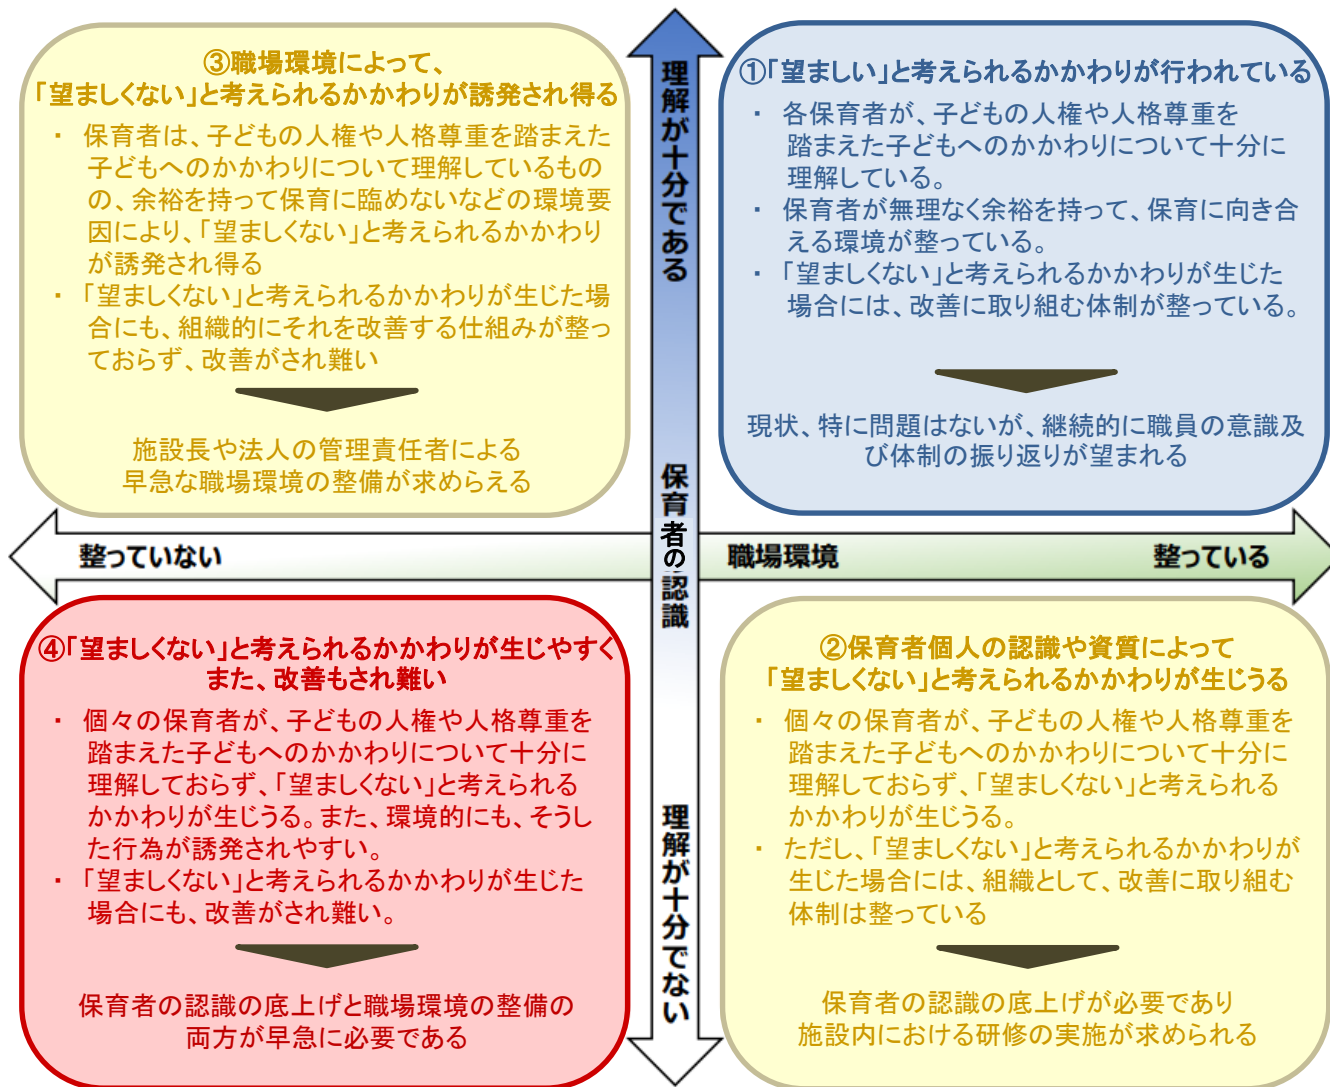 ③職場環境によって、
「望ましくない」と考えられるかかわりが誘発され得る
・ 保育者は、子どもの人権や人格尊重を踏まえた
子どもへのかかわりについて理解しているもの
の、余裕を持って保育に臨めないなどの環境要
因により、「望ましくない」と考えられるかかわり
が誘発され得る
・ 「望ましくない」と考えられるかかわりが生じた場
合にも、組織的にそれを改善する仕組みが整っ
ておらず、改善がされ難い
施設長や法人の管理責任者による
早急な職場環境の整備が求めらえる
①「望ましい」と考えられるかかわりが行われている
・ 各保育者が、子どもの人権や人格尊重を
踏まえた子どもへのかかわりについて十分に
理解している。
・ 保育者が無理なく余裕を持って、保育に向き合
える環境が整っている。
・ 「望ましくない」と考えられるかかわりが生じた
場合には、改善に取り組む体制が整っている。
現状、特に問題はないが、継続的に職員の意識及
び体制の振り返りが望まれる
理解が十分である
保育者の認識
理解が十分でない
整っていない
職場環境
整っている
④「望ましくない」と考えられるかかわりが生じやすく
また、改善もされ難い
・ 個々の保育者が、子どもの人権や人格尊重を
踏まえた子どもへのかかわりについて十分に
理解しておらず、「望ましくない」と考えられる
かかわりが生じうる。また、環境的にも、そうし
た行為が誘発されやすい。
・ 「望ましくない」と考えられるかかわりが生じた
場合にも、改善がされ難い。
保育者の認識の底上げと職場環境の整備の
両方が早急に必要である
②保育者個人の認識や資質によって
「望ましくない」と考えられるかかわりが生じうる
・ 個々の保育者が、子どもの人権や人格尊重を
踏まえた子どもへのかかわりについて十分に
理解しておらず、「望ましくない」と考えられる
かかわりが生じうる。
・ ただし、「望ましくない」と考えられるかかわりが
生じた場合には、組織として、改善に取り組む
体制は整っている
保育者の認識の底上げが必要であり
施設内における研修の実施が求められる